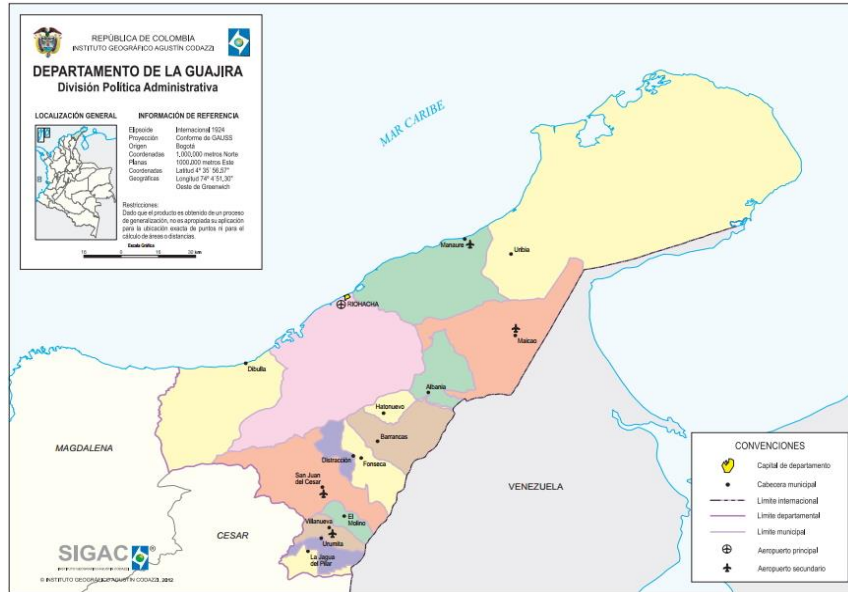 REPÚBLICA DE COLOMBIA
INSTITUTO GEOGRÁFICO AGUSTÍN CODAZZI
DEPARTAMENTO DE LA GUAJIRA
División Política Administrativa
LOCALIZACIÓN GENERAL
INFORMACIÓN DE REFERENCIA
Elipsoide Internacional 1924
Proyección Conforme de GAUSS
Origen Bogotá
Coordenadas 1,000,000 metros Norte
Planas 1000,000 metros Este
Coordenadas Latitud 4° 35´ 56,57"
Geográficas Longitud 74° 4´51,30"
Oeste de Greenwich
Restricciones:
Dado que el producto es obtenido de un proceso
de generalización, no es apropiada su aplicación
para la ubicación exacta de puntos ni para el
cálculo de áreas o distancias.
Escala Gráfica
10 0 10 20 30 km
MAR CARIBE
Manaure
Uribia
RIOHACHA
Maicao
Dibulla
Albania
Hatonuevo
Barrancas
MAGDALENA
Distracción
Fonseca
San Juan
del Cesar
VENEZUELA
El
Molino
Villanueva
CESAR
Urumita
La Jagua
del Pilar
SIGAC
© INSTITUTO GEOGRÁFICO AGUSTÍN CODAZZI, 2012
CONVENCIONES
Capital de departamento
Cabecera municipal
Límite internacional
Límite departamental
Límite municipal
Aeropuerto principal
Aeropuerto secundario